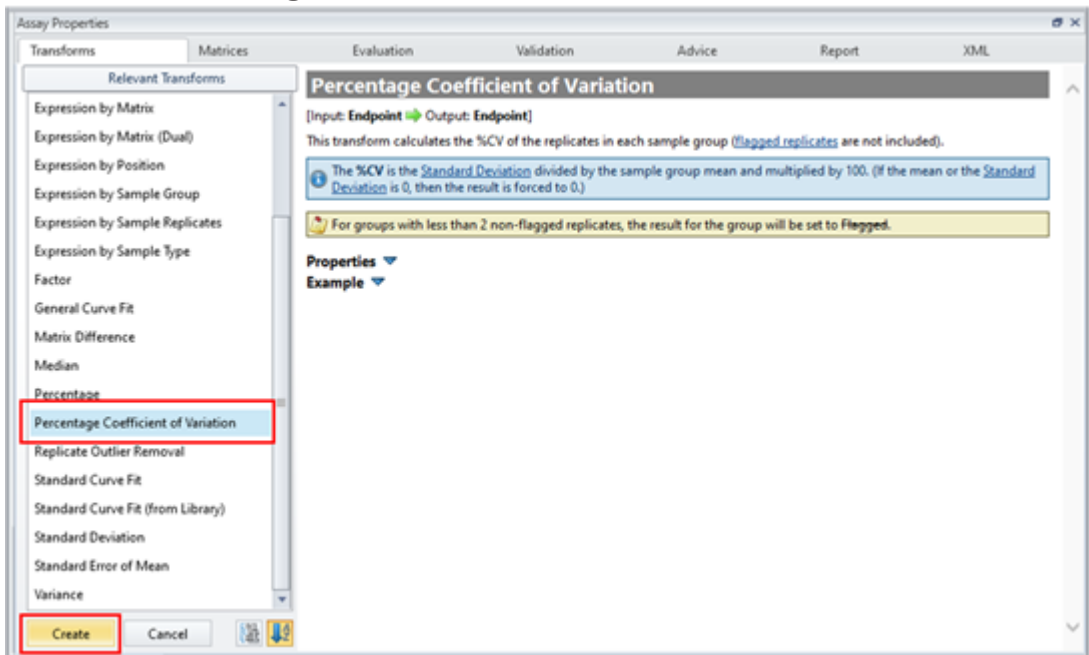 Assay Properties
Transforms Matrices Evaluation Validation Advice Report XML
Relevant Transforms
Expression by Matrix
Expression by Matrix (Dual)
Expression by Position
Expression by Sample Group
Expression by Sample Replicates
Expression by Sample Type
Factor
General Curve Fit
Matrix Difference
Median
Percentage
Percentage Coefficient of Variation
Replicate Outlier Removal
Standard Curve Fit
Standard Curve Fit (from Library)
Standard Deviation
Standard Error of Mean
Variance
Create Cancel
Percentage Coefficient of Variation
[Input: Endpoint Output: Endpoint]
This transform calculates the %CV of the replicates in each sample group (flagged replicates are not included).
The %CV is the Standard Deviation divided by the sample group mean and multiplied by 100. (If the mean or the Standard
Deviation is 0, then the result is forced to 0.)
For groups with less than 2 non-flagged replicates, the result for the group will be set to Flagged.
Properties
Example